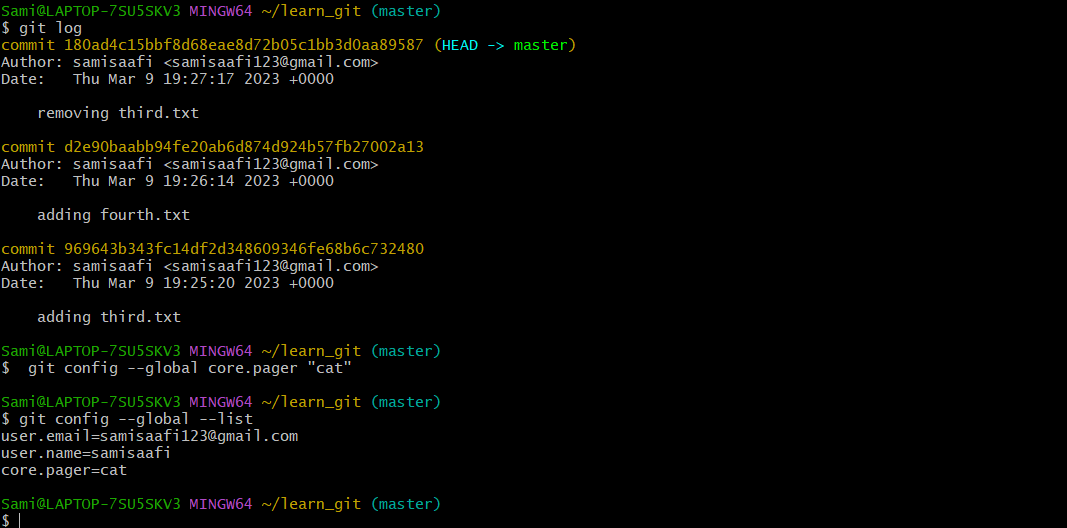 Sami@LAPTOP-7SU5SKV3 MINGW64 ~/learn_git (master)
$ git log
commit 180ad4c15bbf8d68eae8d72b05c1bb3d0aa89587 (HEAD -> master)
Author: samisaafi <samisaafi123@gmail.com>
Date:   Thu Mar 9 19:27:17 2023 +0000

    removing third.txt

commit d2e90baabb94fe20ab6d874d924b57fb27002a13
Author: samisaafi <samisaafi123@gmail.com>
Date:   Thu Mar 9 19:26:14 2023 +0000

    adding fourth.txt

commit 969643b343fc14df2d348609346fe68b6c732480
Author: samisaafi <samisaafi123@gmail.com>
Date:   Thu Mar 9 19:25:20 2023 +0000

    adding third.txt

Sami@LAPTOP-7SU5SKV3 MINGW64 ~/learn_git (master)
$  git config --global core.pager "cat"

Sami@LAPTOP-7SU5SKV3 MINGW64 ~/learn_git (master)
$ git config --global --list
user.email=samisaafi123@gmail.com
user.name=samisaafi
core.pager=cat

Sami@LAPTOP-7SU5SKV3 MINGW64 ~/learn_git (master)
$